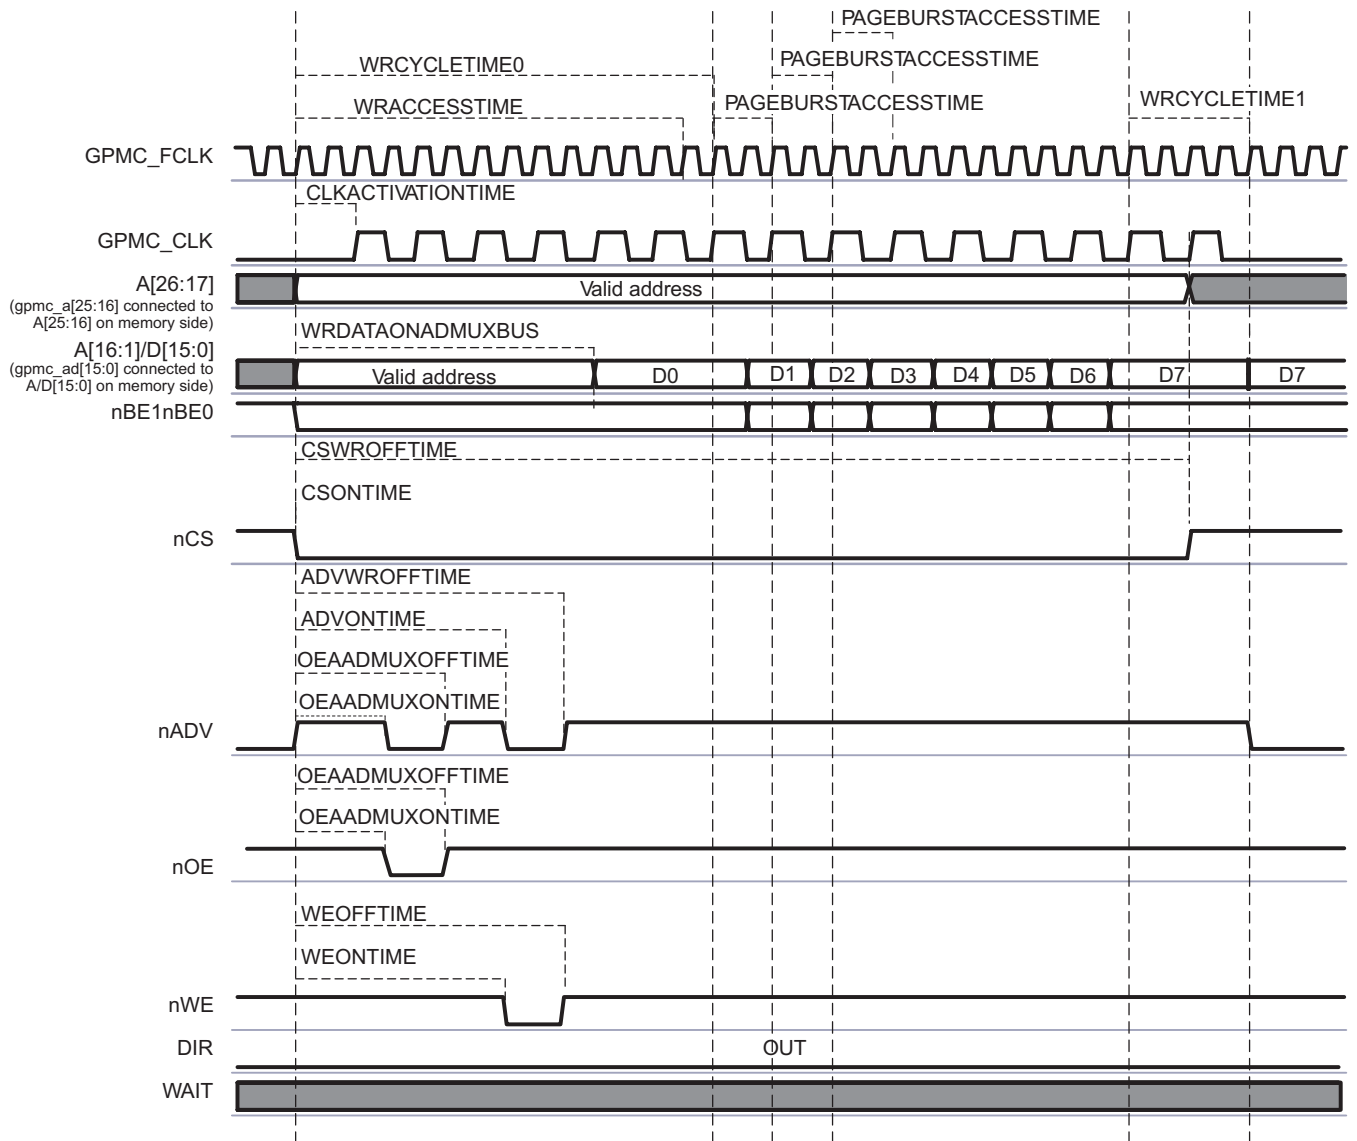 PAGEBURSTACCESSTIME
WRCYCLETIME0
PAGEBURSTACCESSTIME
WRACCESSTIME
PAGEBURSTACCESSTIME
WRCYCLETIME1
GPMC_FCLK
CLKACTIVATIONTIME
GPMC_CLK
A[26:17]
(gpmc_a[25:16] connected to
A[25:16] on memory side)
Valid address
WRDATAONADMUXBUS
A[16:1]/D[15:0]
(gpmc_ad[15:0] connected to
A/D[15:0] on memory side)
Valid address D0 D1 D2 D3 D4 D5 D6 D7 D7
nBE1nBE0
CSWROFFTIME
CSONTIME
nCS
ADVWROFFTIME
ADVONTIME
OEAADMUXOFFTIME
OEAADMUXONTIME
nADV
OEAADMUXOFFTIME
OEAADMUXONTIME
nOE
WEOFFTIME
WEONTIME
nWE
DIR OUT
WAIT